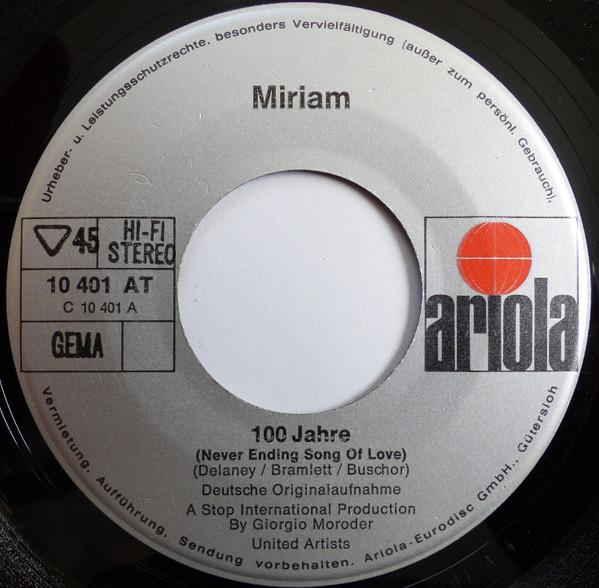 Urheber- u. Leistungsschutzrechte, besonders Vervielfältigung (außer zum persönl. Gebrauch),
Miriam
45
HI-FI
STEREO
10 401 AT
C 10 401 A
GEMA
ariola
100 Jahre
(Never Ending Song Of Love)
(Delaney / Bramlett / Buschor)
Deutsche Originalaufnahme
A Stop International Production
By Giorgio Moroder
United Artists
Vermietung, Aufführung, Sendung vorbehalten. Ariola-Eurodisc GmbH., Gütersloh